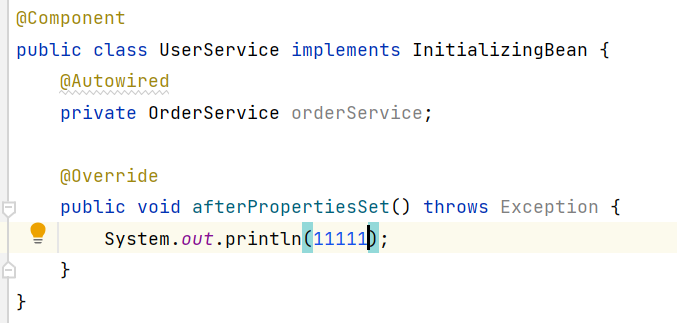 @Component
public class UserService implements InitializingBean {
    @Autowired
    private OrderService orderService;

    @Override
    public void afterPropertiesSet() throws Exception {
        System.out.println(11111);
    }
}